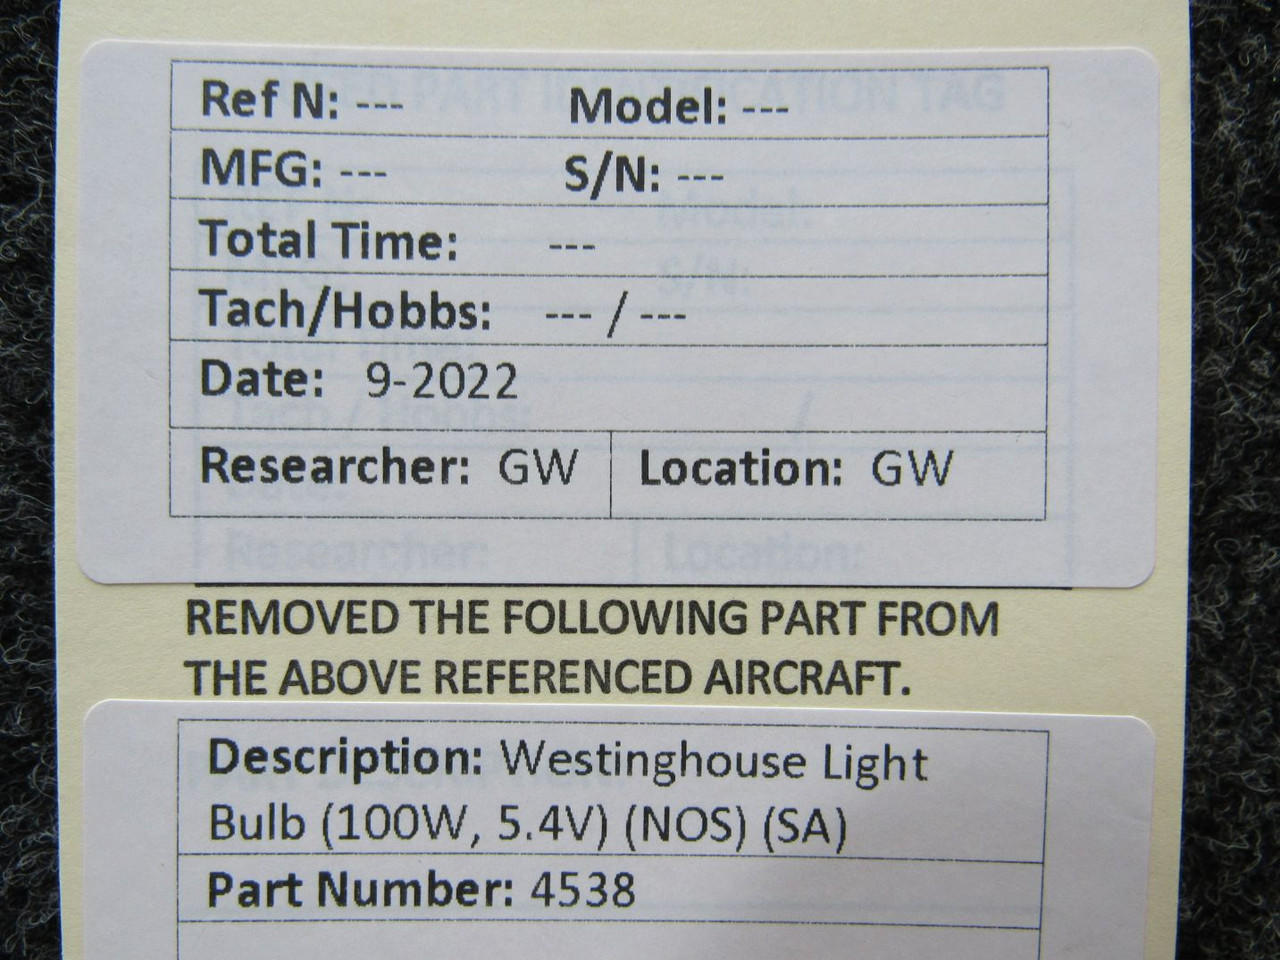 Ref N: --- Model: ---
MFG: --- S/N: ---
Total Time: ---
Tach/Hobbs: --- / ---
Date: 9-2022
Researcher: GW Location: GW
REMOVED THE FOLLOWING PART FROM
THE ABOVE REFERENCED AIRCRAFT.
Description: Westinghouse Light
Bulb (100W, 5.4V) (NOS) (SA)
Part Number: 4538